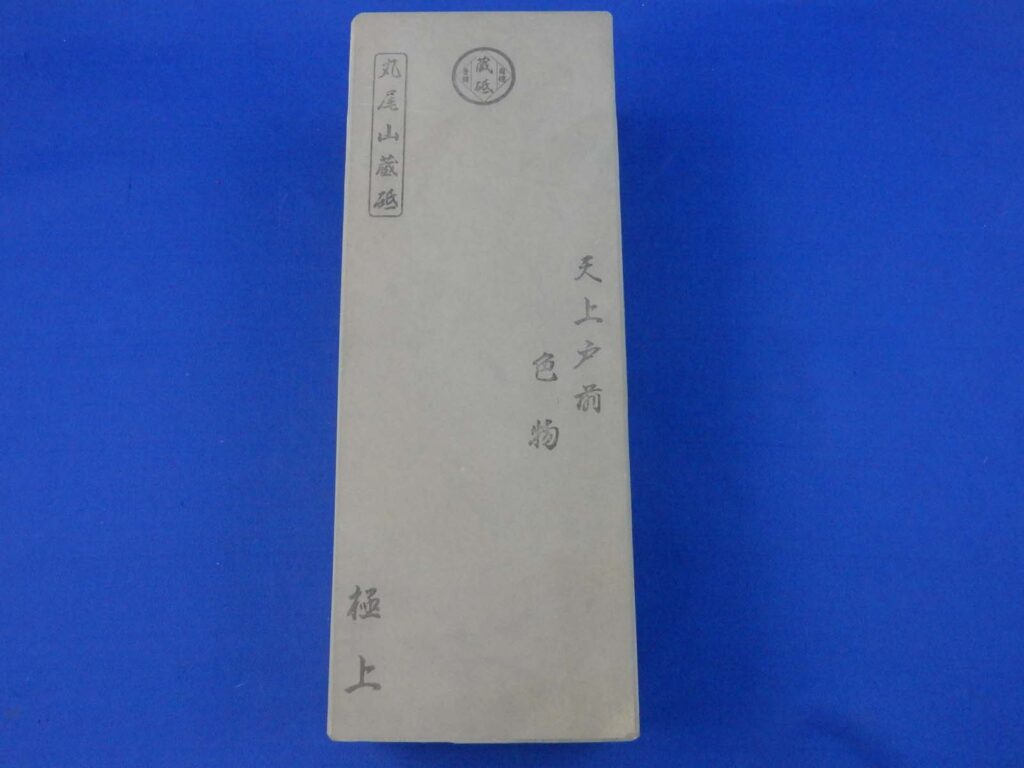 天上戸前
色物
蔵砥
丸尾山蔵砥
極上